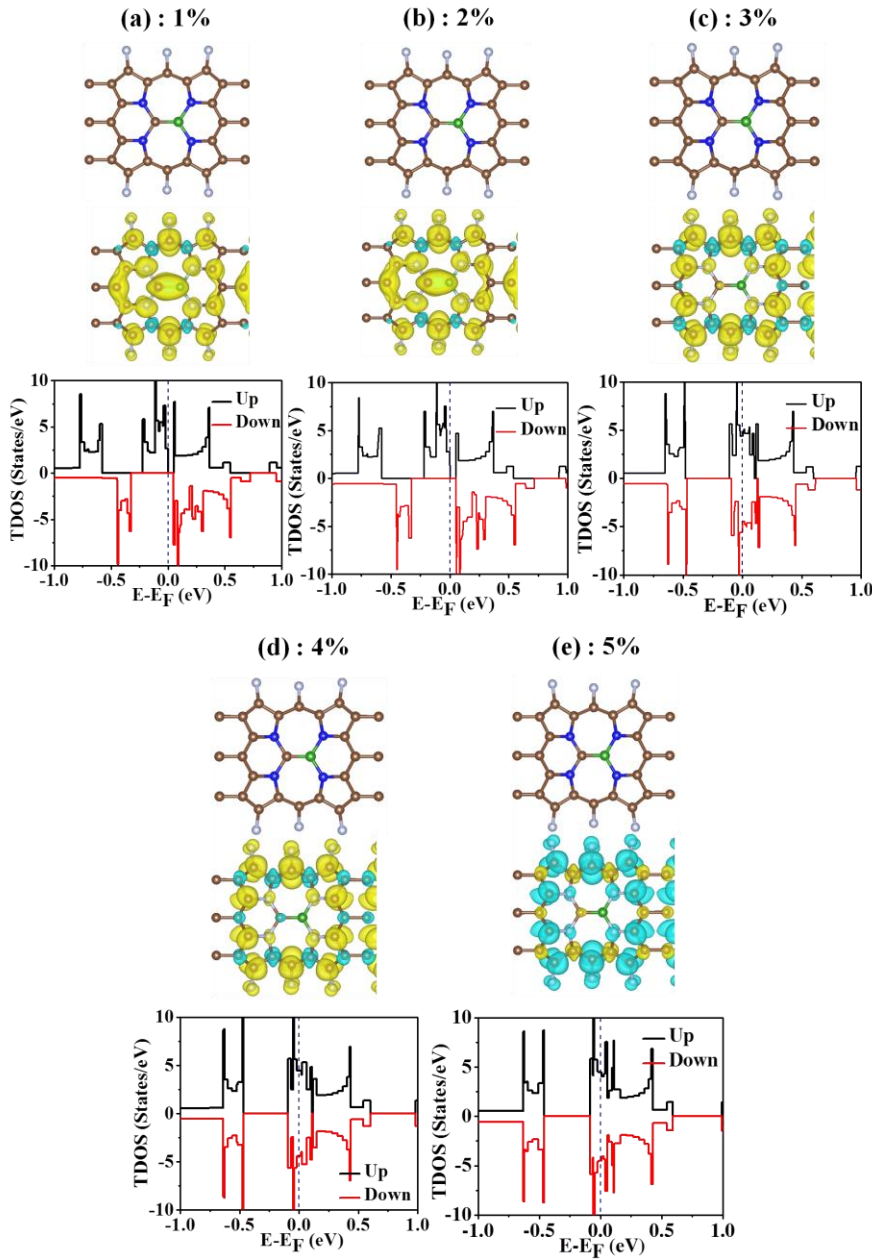 (a) : 1%
(b) : 2%
(c) : 3%
10
5
0
-5
-10
TDOS (States/eV)
Up
Down
-1.0 -0.5 0.0 0.5 1.0
E-EF (eV)
10
5
0
-5
-10
TDOS (States/eV)
Up
Down
-1.0 -0.5 0.0 0.5 1.0
E-EF (eV)
10
5
0
-5
-10
TDOS (States/eV)
Up
Down
-1.0 -0.5 0.0 0.5 1.0
E-EF (eV)
(d) : 4%
(e) : 5%
10
5
0
-5
-10
TDOS (States/eV)
Up
Down
-1.0 -0.5 0.0 0.5 1.0
E-EF (eV)
10
5
0
-5
-10
TDOS (States/eV)
Up
Down
-1.0 -0.5 0.0 0.5 1.0
E-EF (eV)